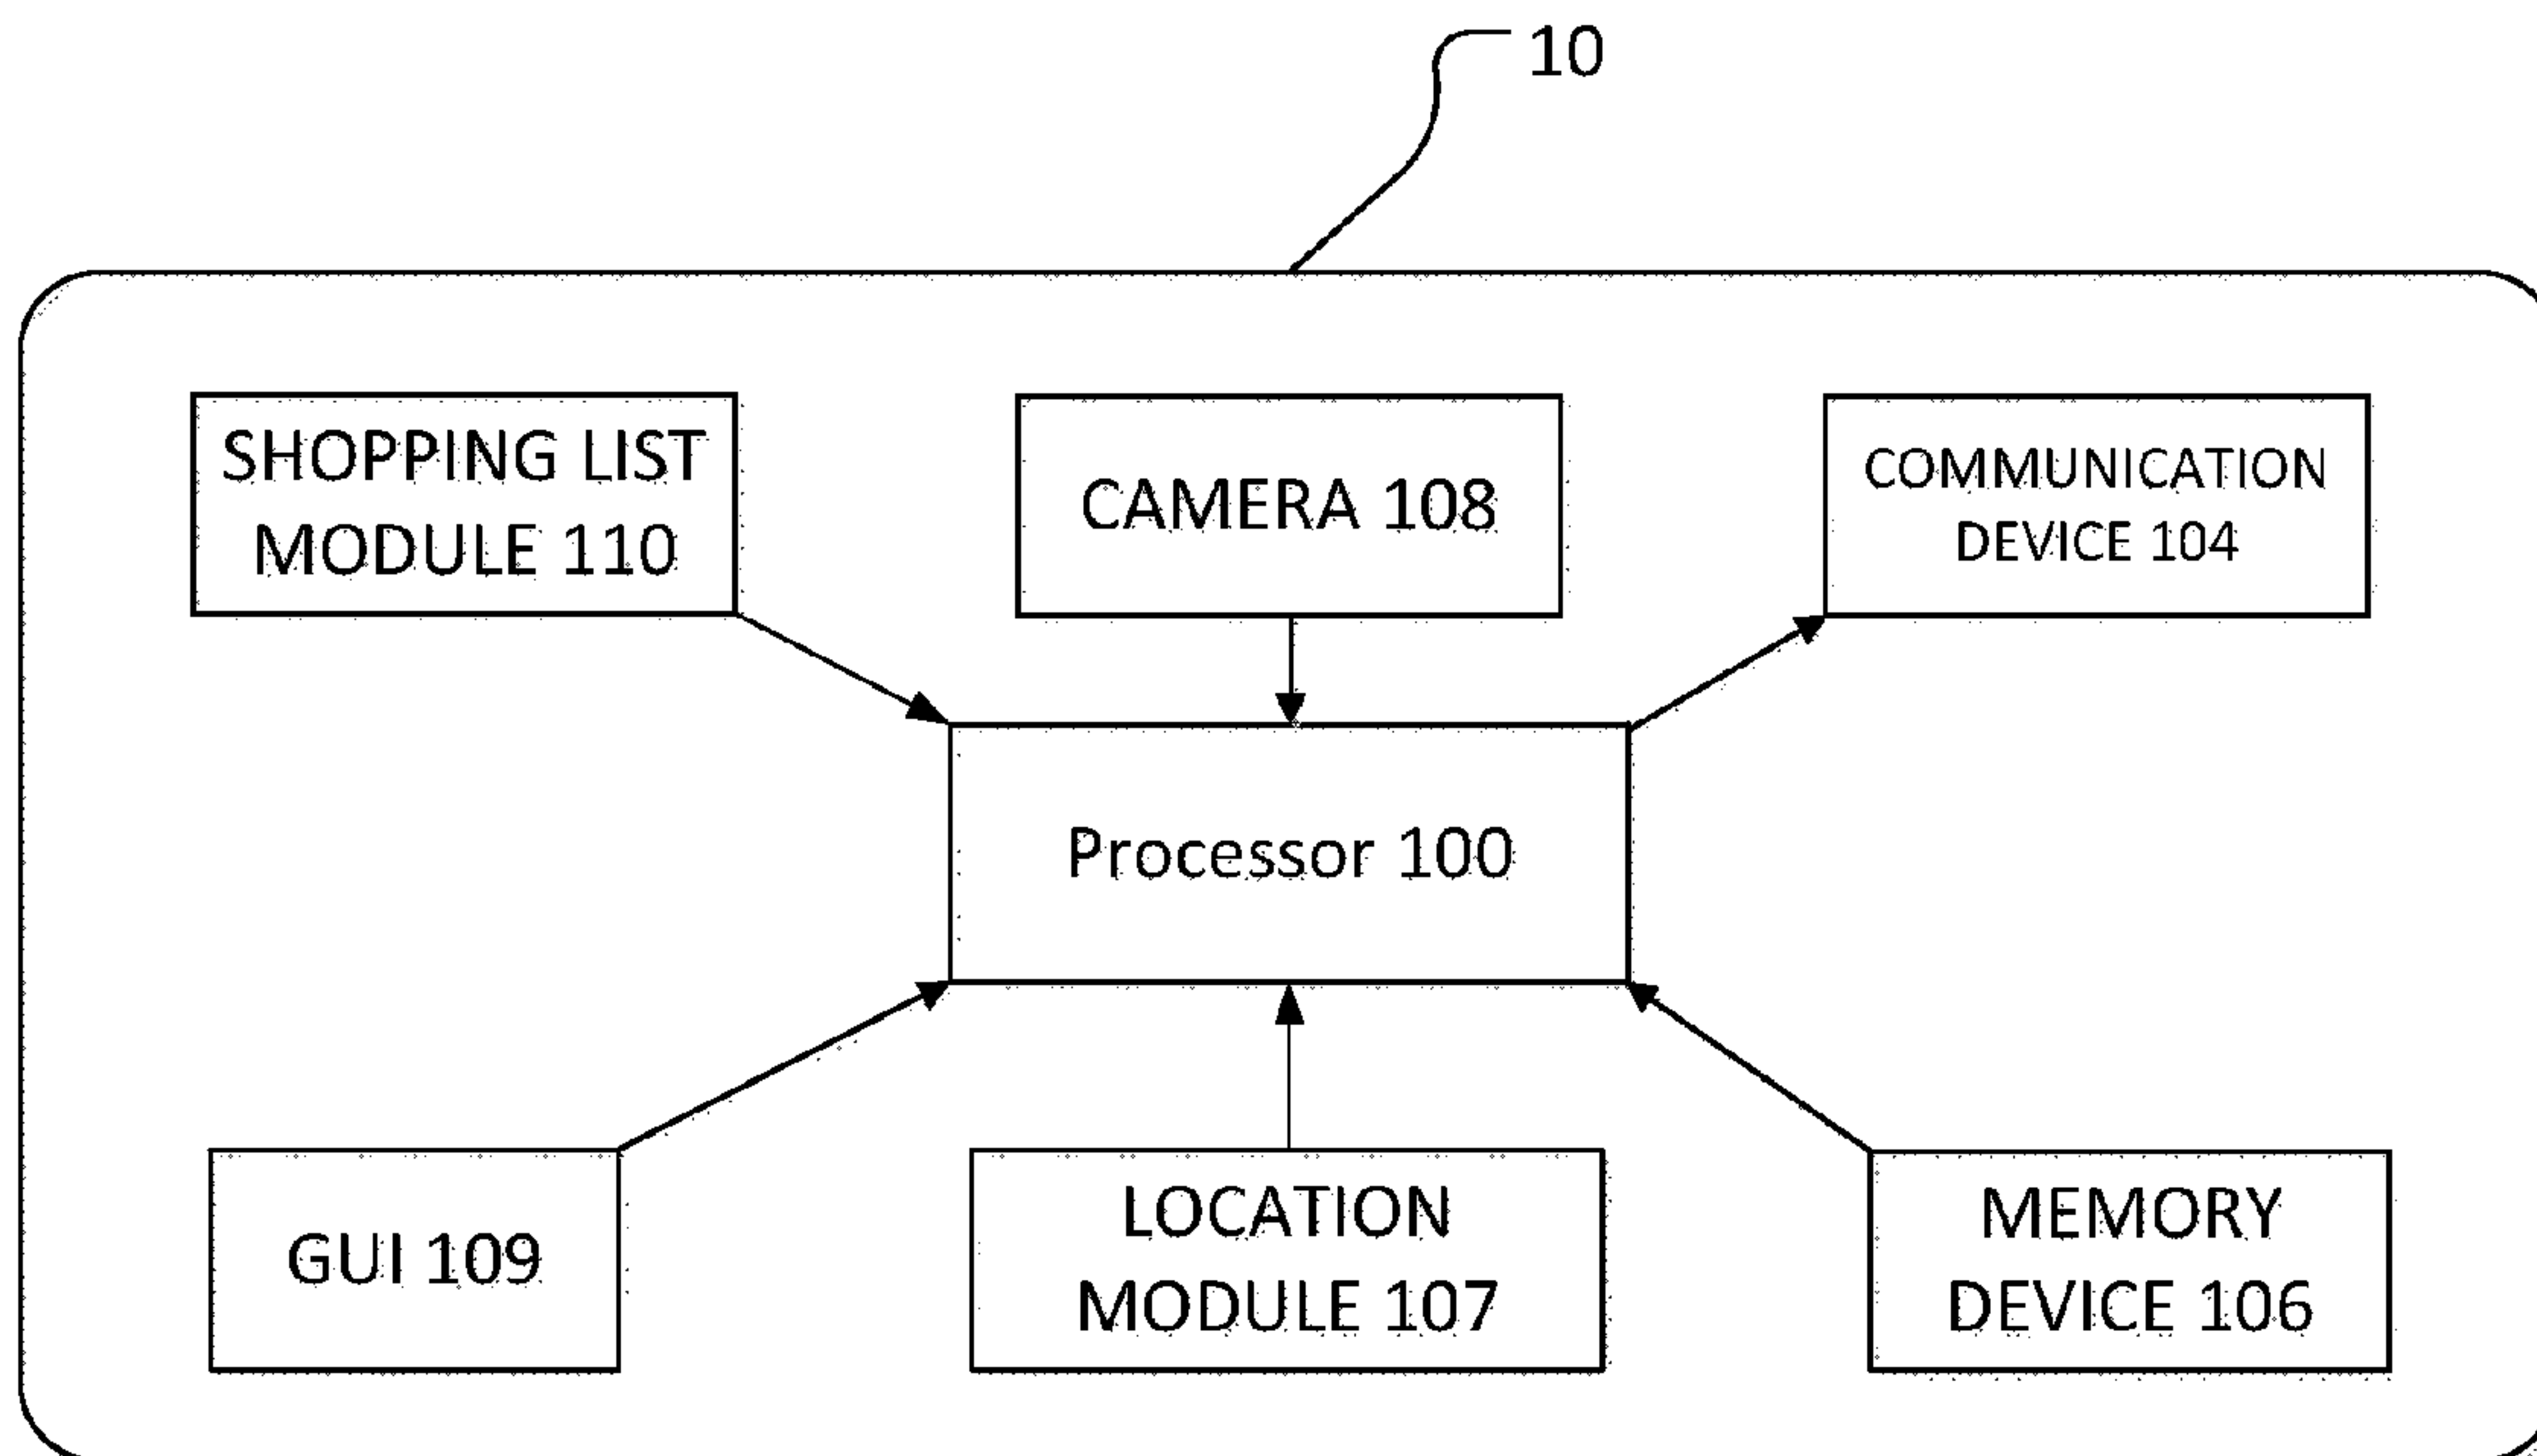 10
SHOPPING LIST
MODULE 110
CAMERA 108
COMMUNICATION
DEVICE 104
Processor 100
GUI 109
LOCATION
MODULE 107
MEMORY
DEVICE 106